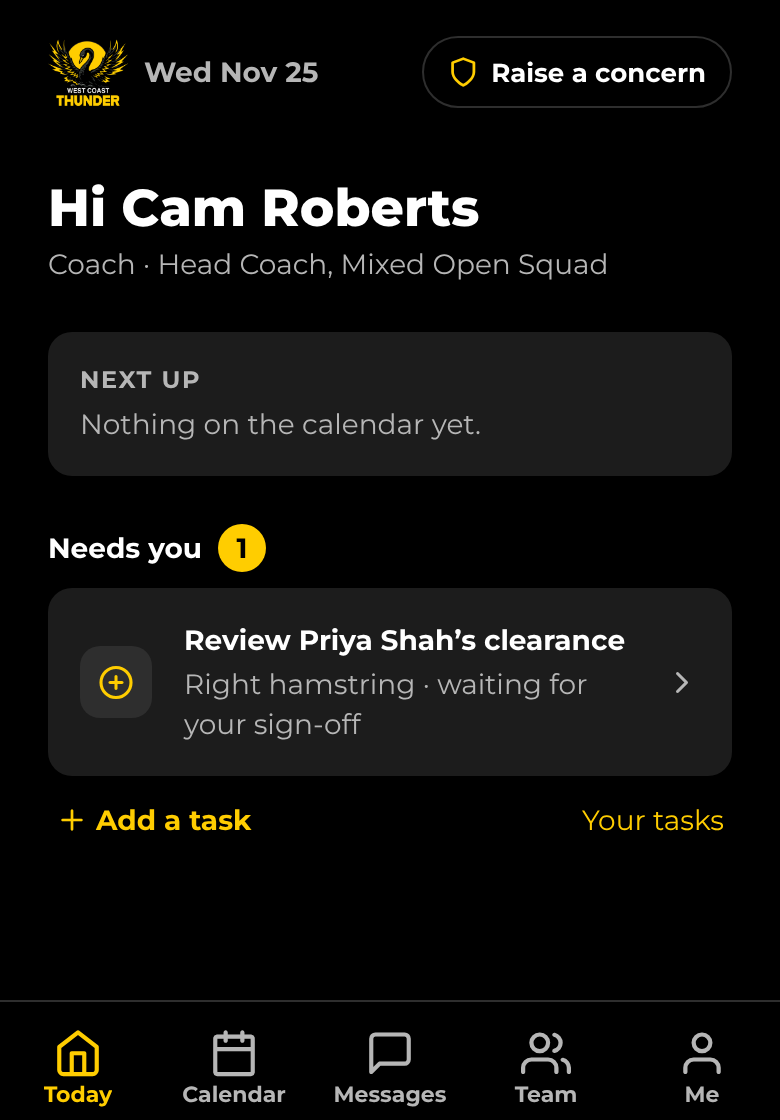 WEST COAST
THUNDER
Wed Nov 25
Raise a concern
Hi Cam Roberts
Coach · Head Coach, Mixed Open Squad
NEXT UP
Nothing on the calendar yet.
Needs you 1
Review Priya Shah’s clearance
Right hamstring · waiting for
your sign-off
Add a task
Your tasks
Today
Calendar
Messages
Team
Me